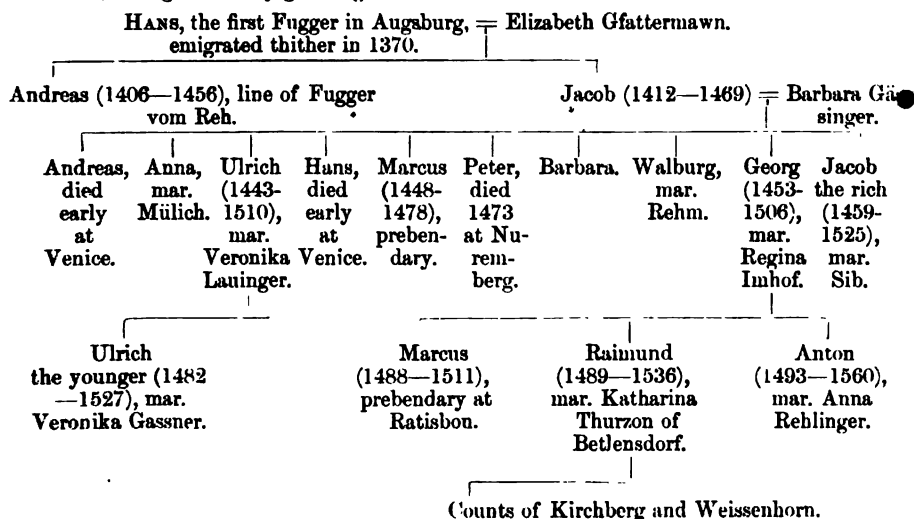 HANS, the first Fugger in Augsburg, = Elizabeth Gfattermawn.
emigrated thither in 1370.
Andreas (1406—1456), line of Fugger vom Reh.
Jacob (1412—1469) = Barbara Gä singer.
Andreas, died early at Venice.
Anna, mar. Mülich.
Ulrich (1443-1510), mar. Veronika Lauinger.
Hans, died early at Venice.
Marcus (1448-1478), prebendary.
Peter, died 1473 at Nuremberg.
Barbara.
Walburg, mar. Rehm.
Georg (1453-1506), mar. Regina Imhof.
Jacob the rich (1459-1525), mar. Sib.
Ulrich
the younger (1482
—1527), mar.
Veronika Gassner.
Marcus
(1488—1511),
prebendary at
Ratisbon.
Raimund
(1489—1536),
mar. Katharina
Thurzon of
Betlensdorf.
Anton
(1493—1560),
mar. Anna
Rehlinger.
Counts of Kirchberg and Weissenhorn.